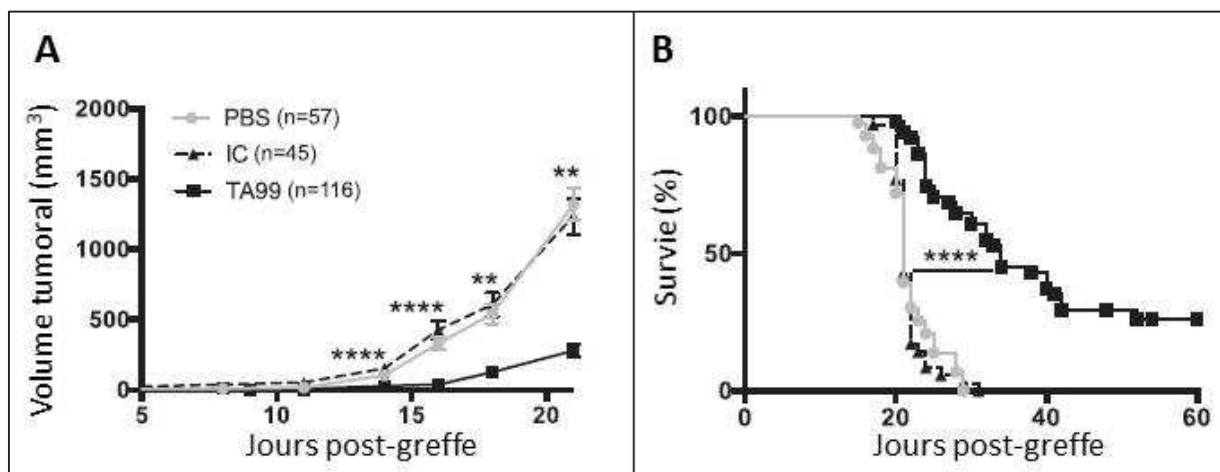 A
Volume tumoral (mm³)
2000
1500
1000
500
0
PBS (n=57)
IC (n=45)
TA99 (n=116)
****
****
**
**
5
10
15
20
Jours post-greffe
B
Survie (%)
100
50
0
****
0
20
40
60
Jours post-greffe